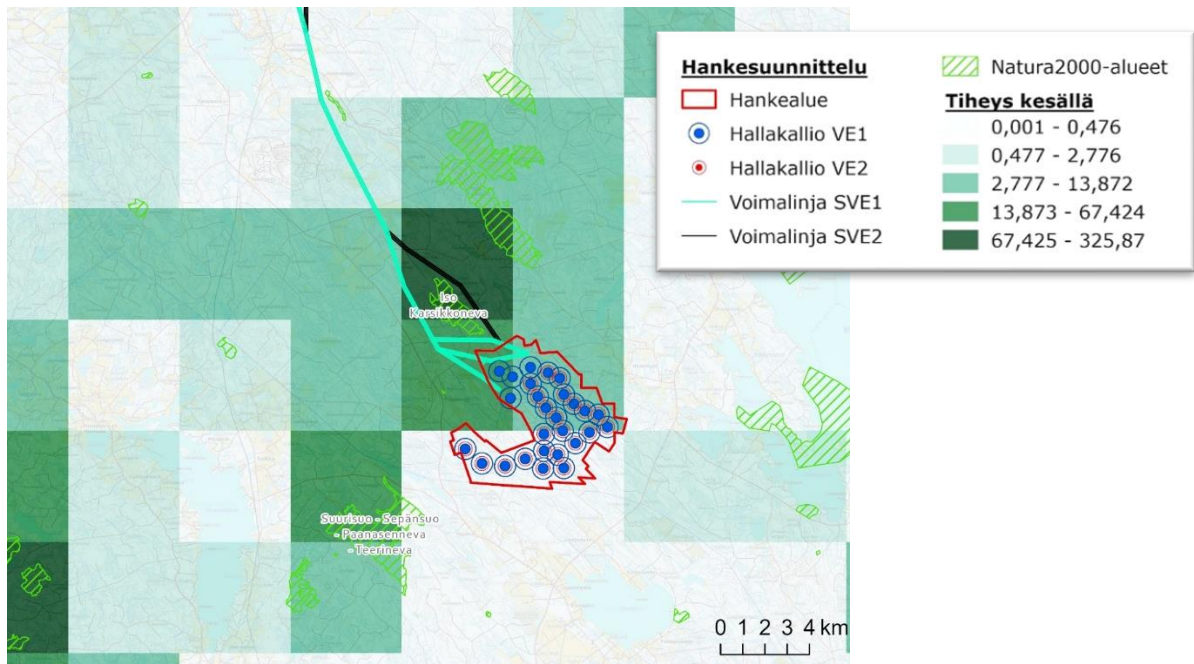 Hankesuunnittelu
Hankealue
Hallakallio VE1
Hallakallio VE2
Voimalinja SVE1
Voimalinja SVE2
Natura2000-alueet
Tiheys kesällä
0,001 - 0,476
0,477 - 2,776
2,777 - 13,872
13,873 - 67,424
67,425 - 325,87
Iso
Karsikkoneva
Suurisuo - Sepänsuo
- Paanasenneva
- Teerineva
0 1 2 3 4 km